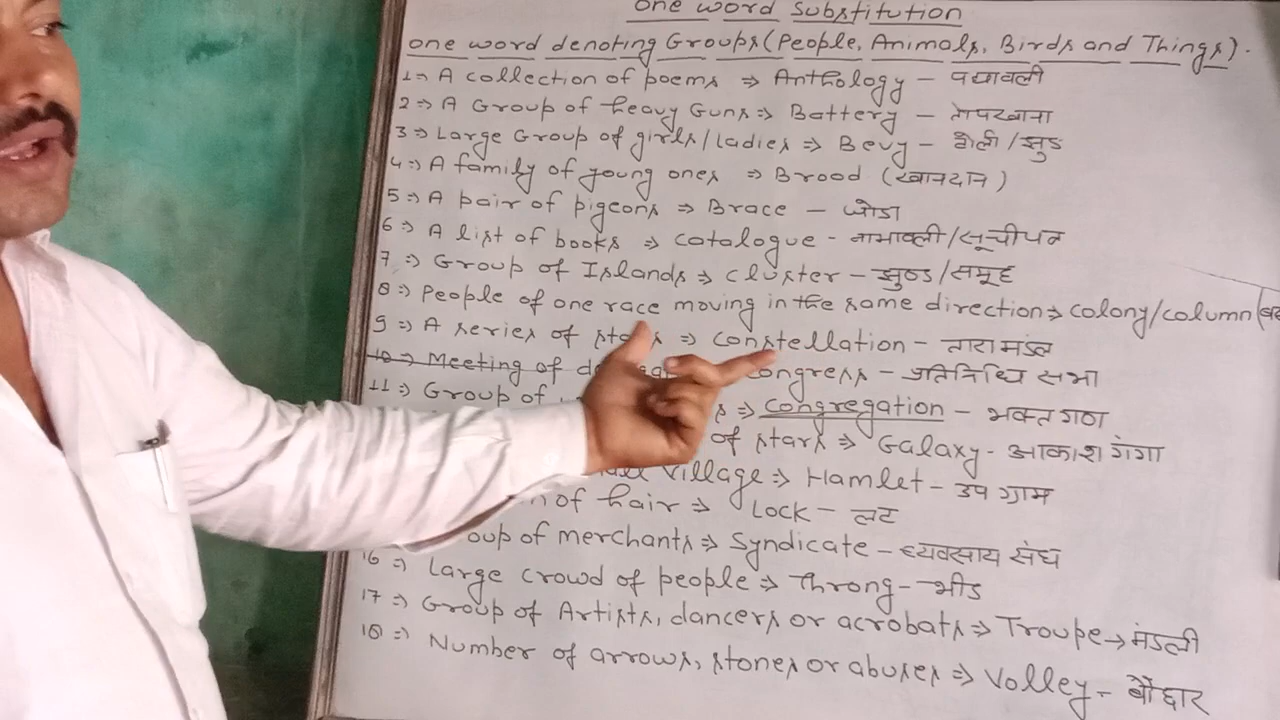 one word substitution
one word denoting Groups (People, Animals, Birds and Things).
1⇒ A collection of poems ⇒ Anthology - पद्यावली
2⇒ A Group of heavy Guns ⇒ Battery - तोपखाना
3⇒ Large Group of girls/ladies ⇒ Bevy - टोली/झुंड
4⇒ A family of young ones ⇒ Brood (खानदान)
5⇒ A pair of pigeons ⇒ Brace - जोडा
6⇒ A list of books ⇒ catalogue - नामावली/सूचीपत्र
7⇒ Group of Islands ⇒ cluster - झुण्ड/समूह
8⇒ People of one race moving in the same direction ⇒ colony/column
9⇒ A series of stars ⇒ constellation - तारामंडल
10⇒ Meeting of congress - प्रतिनिधि सभा
11⇒ Group of ⇒ congregation - भक्तगण
of stars ⇒ Galaxy - आकाशगंगा
village ⇒ Hamlet - उपग्राम
of hair ⇒ Lock - लट
of merchants ⇒ Syndicate - व्यवसाय संघ
16⇒ Large crowd of people ⇒ Throng - भीड
17⇒ Group of Artists, dancers or acrobats ⇒ Troupe → मंडली
18⇒ Number of arrows, stones or abuses ⇒ Volley - बौछार